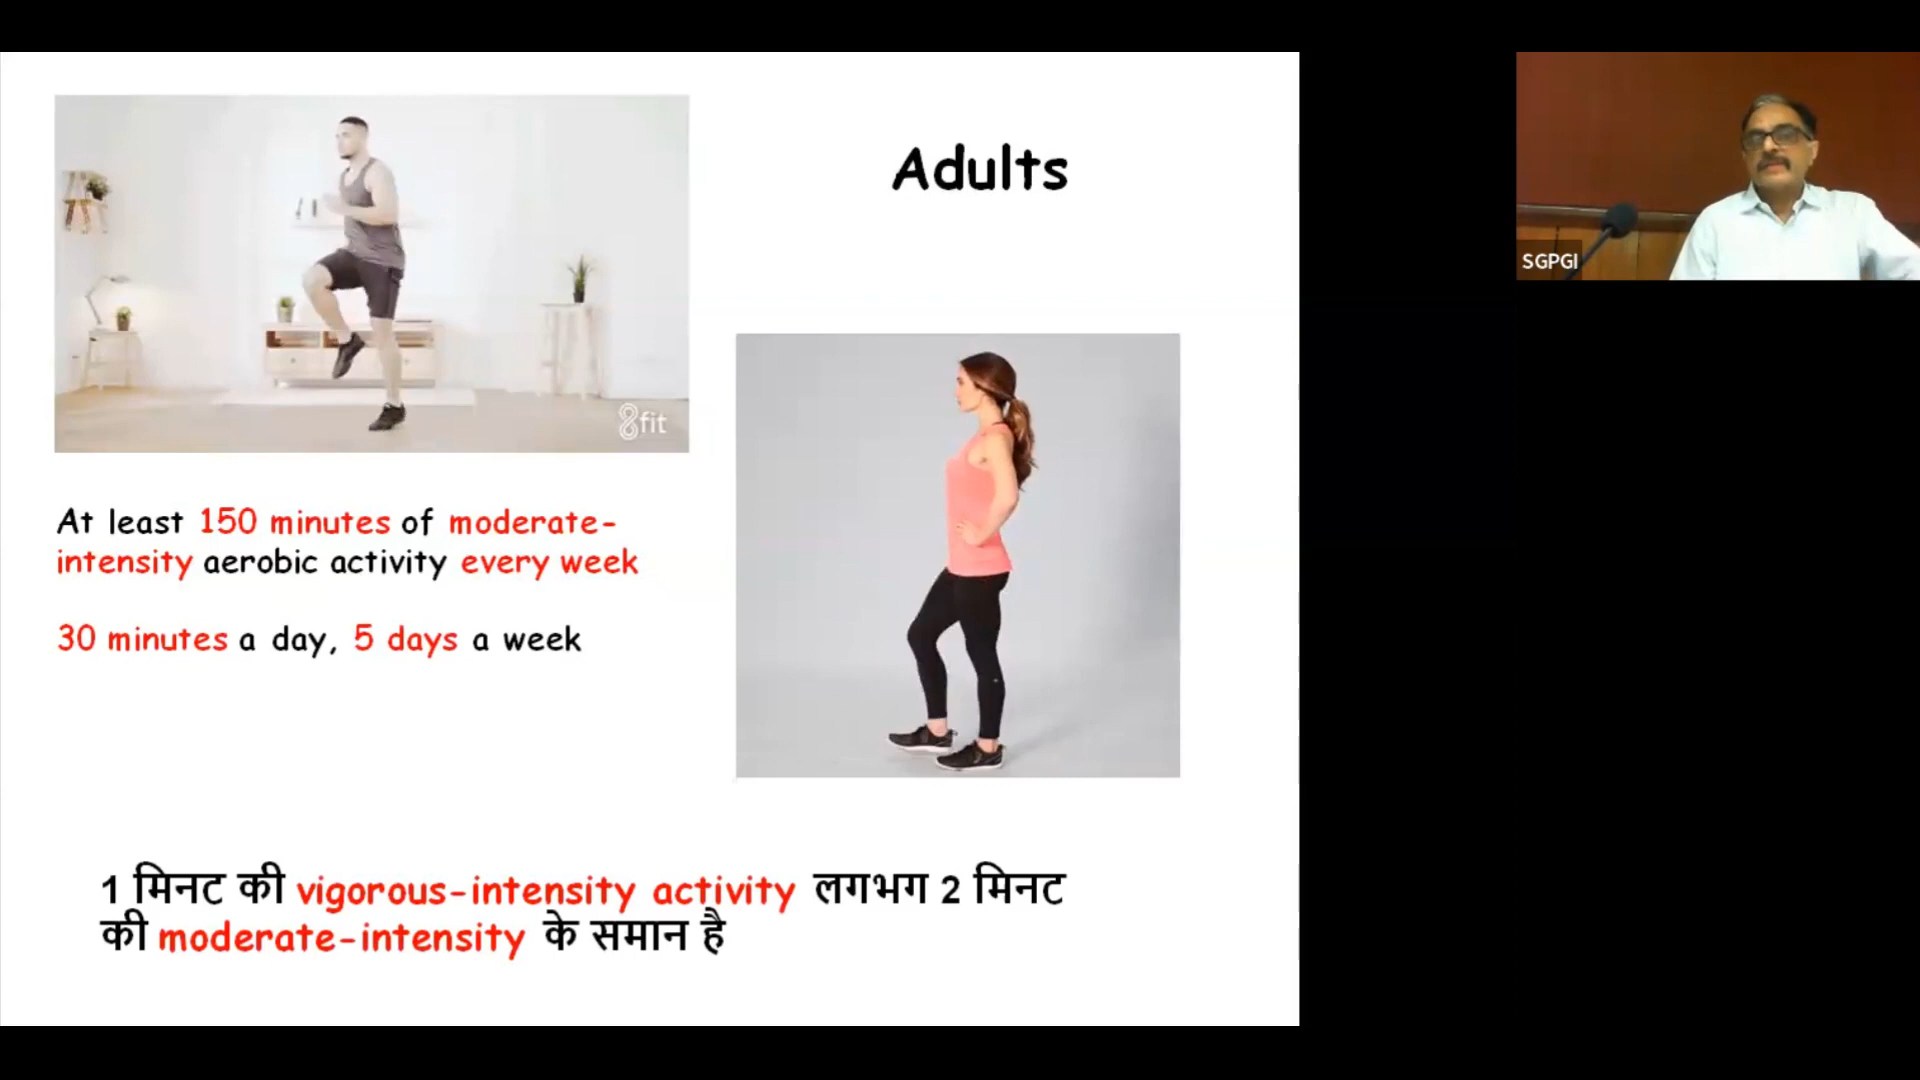 Adults
8fit
At least 150 minutes of moderate-
intensity aerobic activity every week
30 minutes a day, 5 days a week
1 मिनट की vigorous-intensity activity लगभग 2 मिनट
की moderate-intensity के समान है
SGPGI